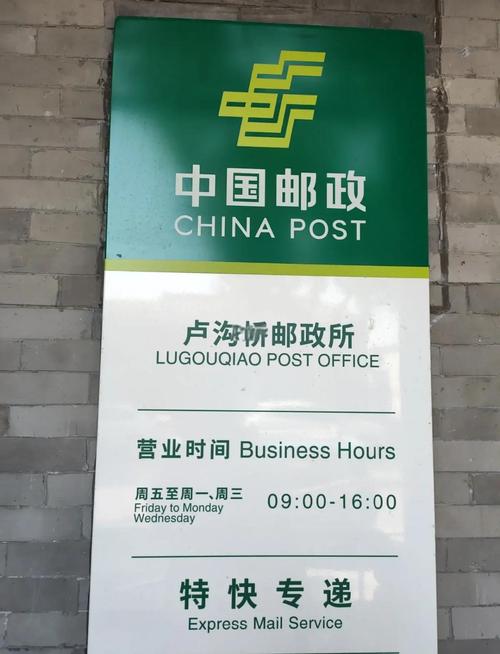 中国邮政
CHINA POST
卢沟桥邮政所
LUGOUQIAO POST OFFICE
营业时间 Business Hours
周五至周一、周三 09:00-16:00
Friday to Monday
Wednesday
特快专递
Express Mail Service